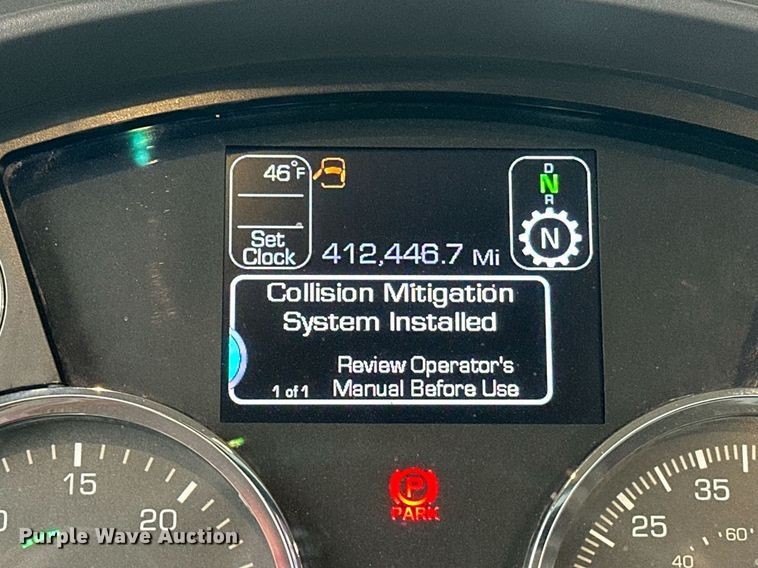 46°F
Set
Clock
412,446.7 Mi
D
N
R
N
Collision Mitigation
System Installed
Review Operator's
1 of 1 Manual Before Use
P
PARK
15
20
25
35
40
60
Purple Wave Auction